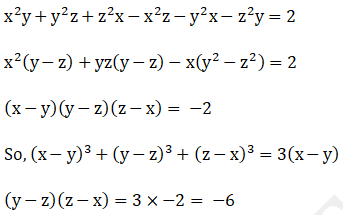 x²y + y²z + z²x − x²z − y²x − z²y = 2
x²(y − z) + yz(y − z) − x(y² − z²) = 2
(x − y)(y − z)(z − x) = −2
So, (x − y)³ + (y − z)³ + (z − x)³ = 3(x − y)
(y − z)(z − x) = 3 × −2 = −6